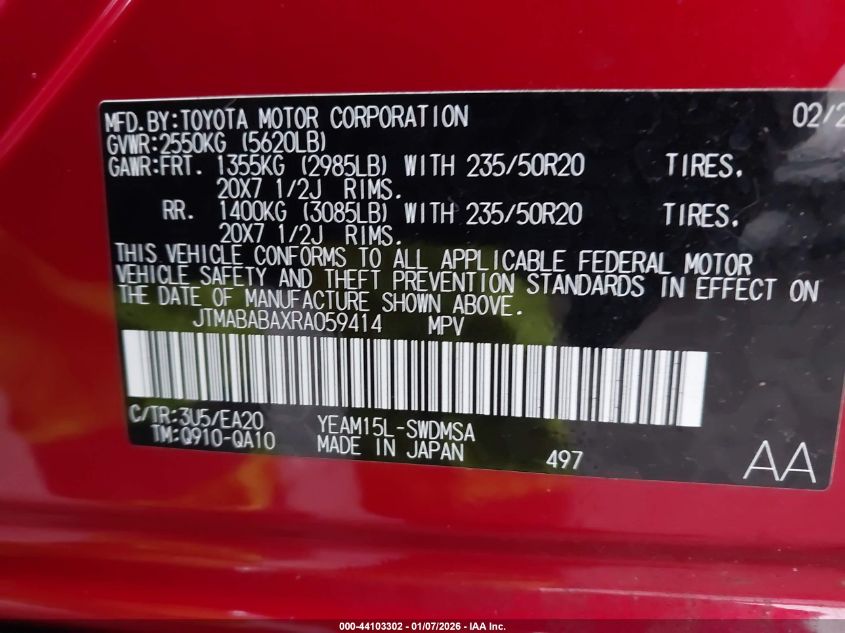 MFD.BY:TOYOTA MOTOR CORPORATION 02/2
GVWR:2550KG (5620LB)
GAWR:FRT. 1355KG (2985LB) WITH 235/50R20 TIRES.
20X7 1/2J RIMS.
RR. 1400KG (3085LB) WITH 235/50R20 TIRES.
20X7 1/2J RIMS.
THIS VEHICLE CONFORMS TO ALL APPLICABLE FEDERAL MOTOR
VEHICLE SAFETY AND THEFT PREVENTION STANDARDS IN EFFECT ON
THE DATE OF MANUFACTURE SHOWN ABOVE.
JTMABABAXRA059414 MPV
C/TR:3U5/EA20 YEAM15L-SWDMSA
TM:Q910-QA10 MADE IN JAPAN 497
AA
000-44103302 - 01/07/2026 - IAA Inc.